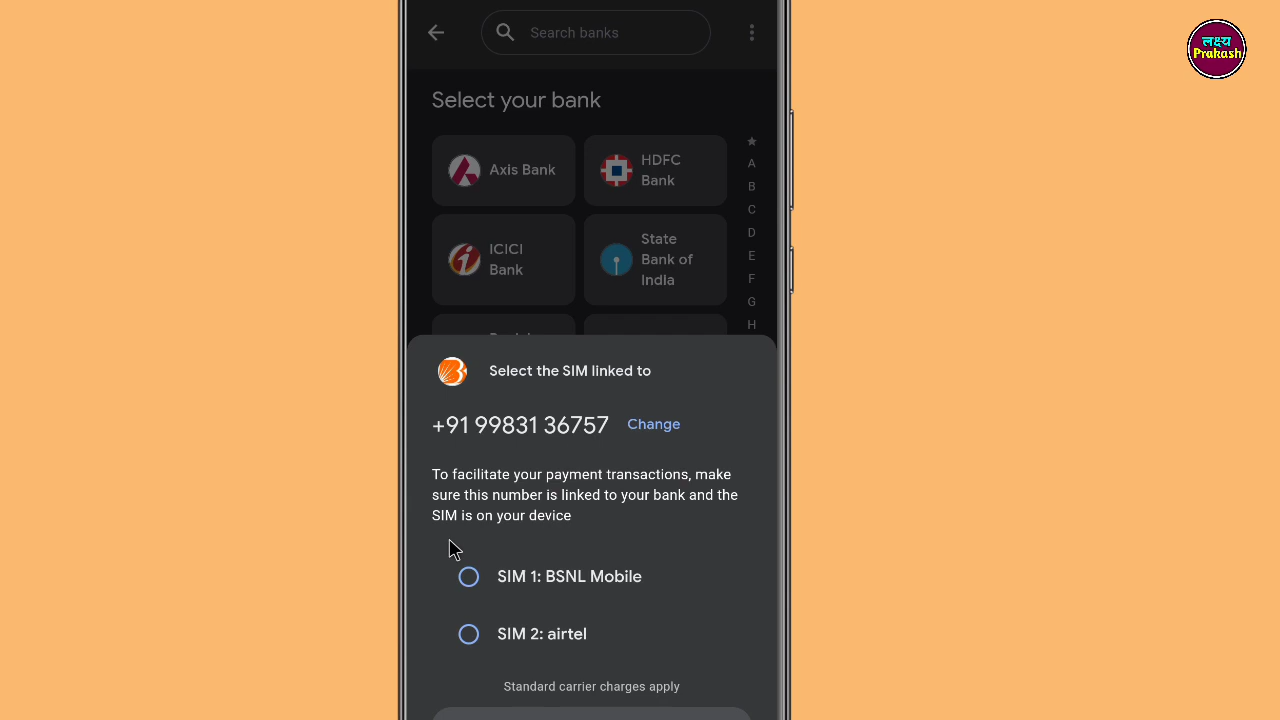 Search banks
लक्ष्य
Prakash
Select your bank
Axis Bank
HDFC
Bank
ICICI
Bank
State
Bank of
India
A
B
C
D
E
F
G
H
Select the SIM linked to
+91 99831 36757 Change
To facilitate your payment transactions, make
sure this number is linked to your bank and the
SIM is on your device
SIM 1: BSNL Mobile
SIM 2: airtel
Standard carrier charges apply